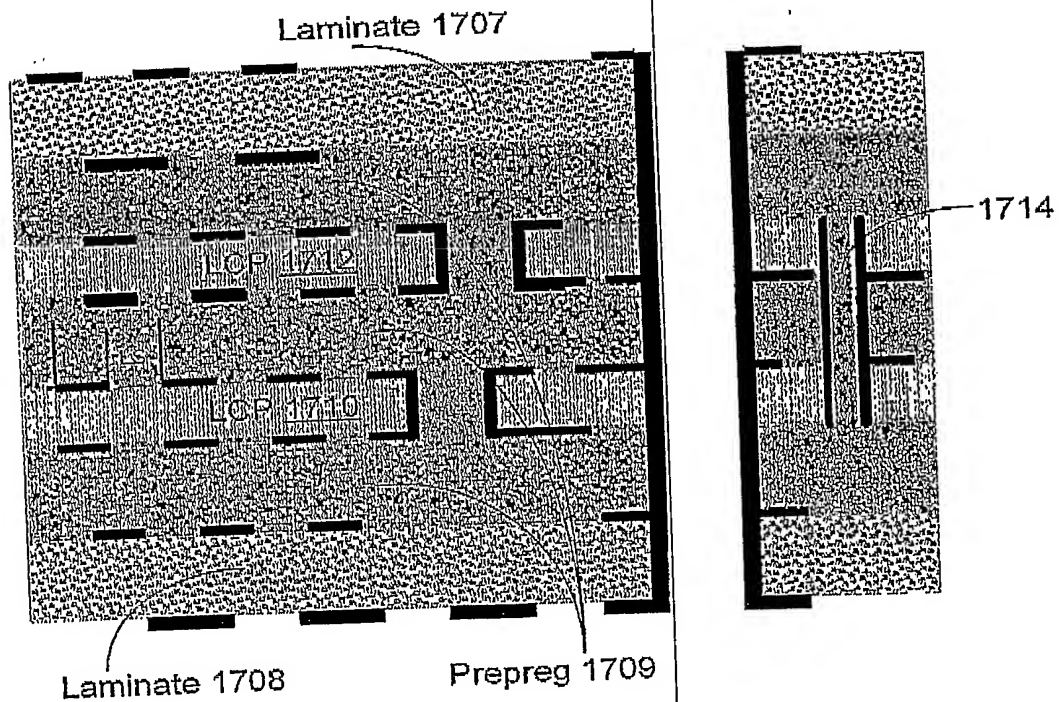 Laminate 1707
1714
LCP 1712
LCP 1710
Laminate 1708
Prepreg 1709